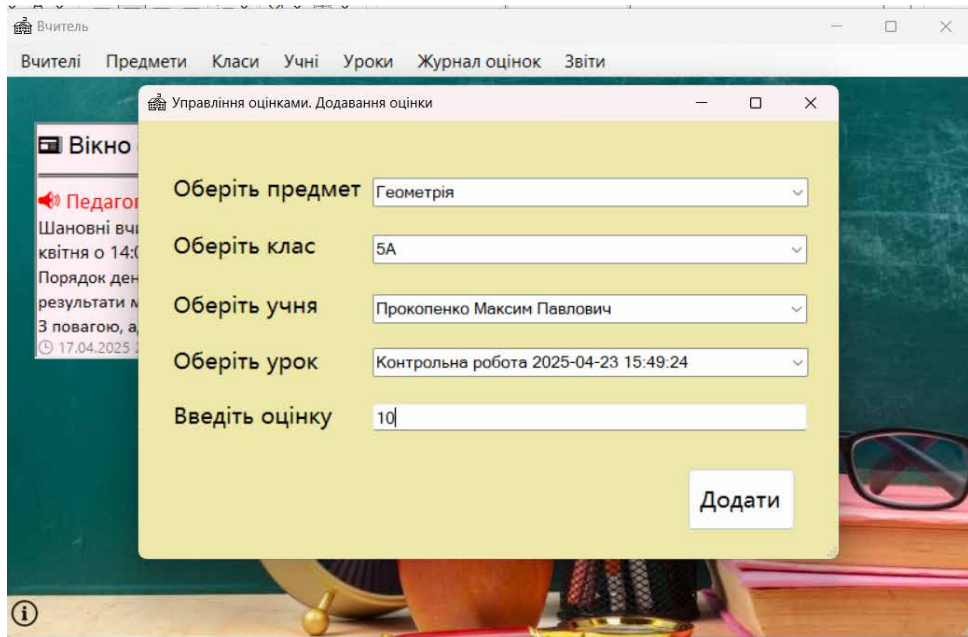 Вчитель
Вчителі Предмети Класи Учні Уроки Журнал оцінок Звіти
Управління оцінками. Додавання оцінки
Вікно
Педагог
Шановні вчи
квітня о 14:0
Порядок ден
результати м
З повагою, а
17.04.2025
Оберіть предмет Геометрія
Оберіть клас 5А
Оберіть учня Прокопенко Максим Павлович
Оберіть урок Контрольна робота 2025-04-23 15:49:24
Введіть оцінку 10
Додати